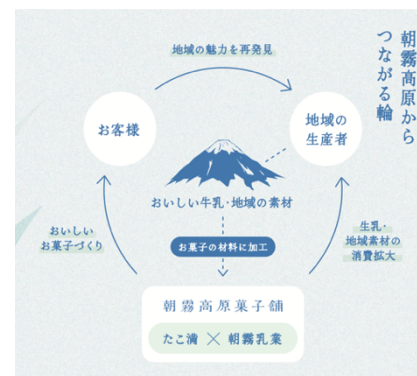 朝霧高原から
つながる輪
地域の魅力を再発見
お客様
地域の
生産者
おいしい牛乳・地域の素材
おいしい
お菓子づくり
お菓子の材料に加工
生乳・
地域素材の
消費拡大
朝霧高原菓子舗
たこ満 × 朝霧乳業